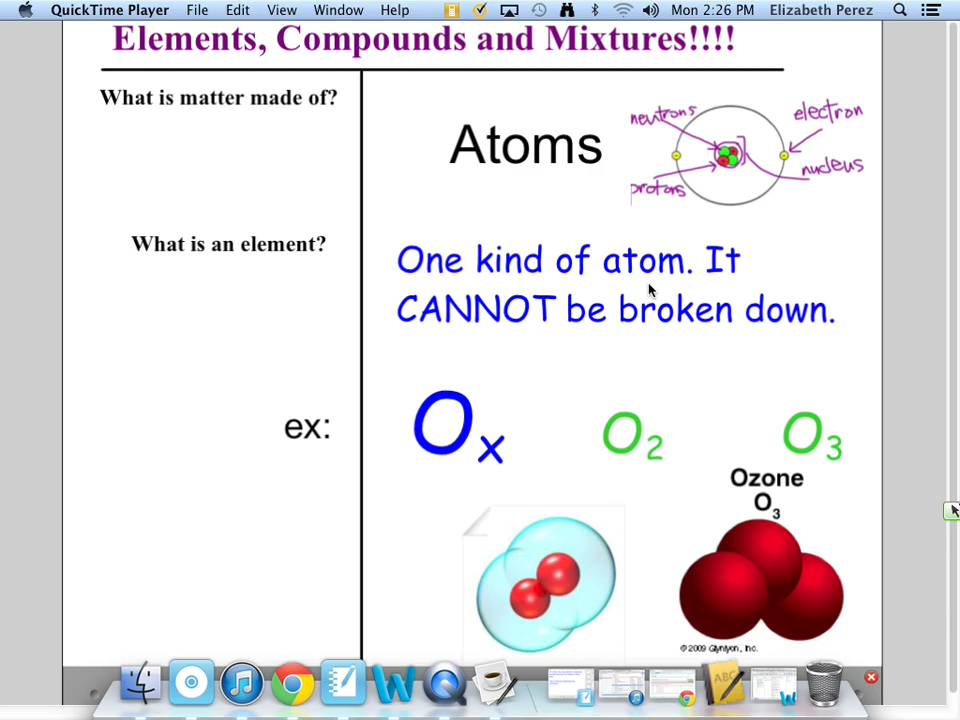 QuickTime Player File Edit View Window Help Mon 2:26 PM Elizabeth Perez
Elements, Compounds and Mixtures!!!!
What is matter made of?
Atoms
neutrons
electron
protons
nucleus
What is an element?
One kind of atom. It
CANNOT be broken down.
ex:
Ox
O2
O3
Ozone
O3
© 2009 Glynlyon, Inc.
ABC